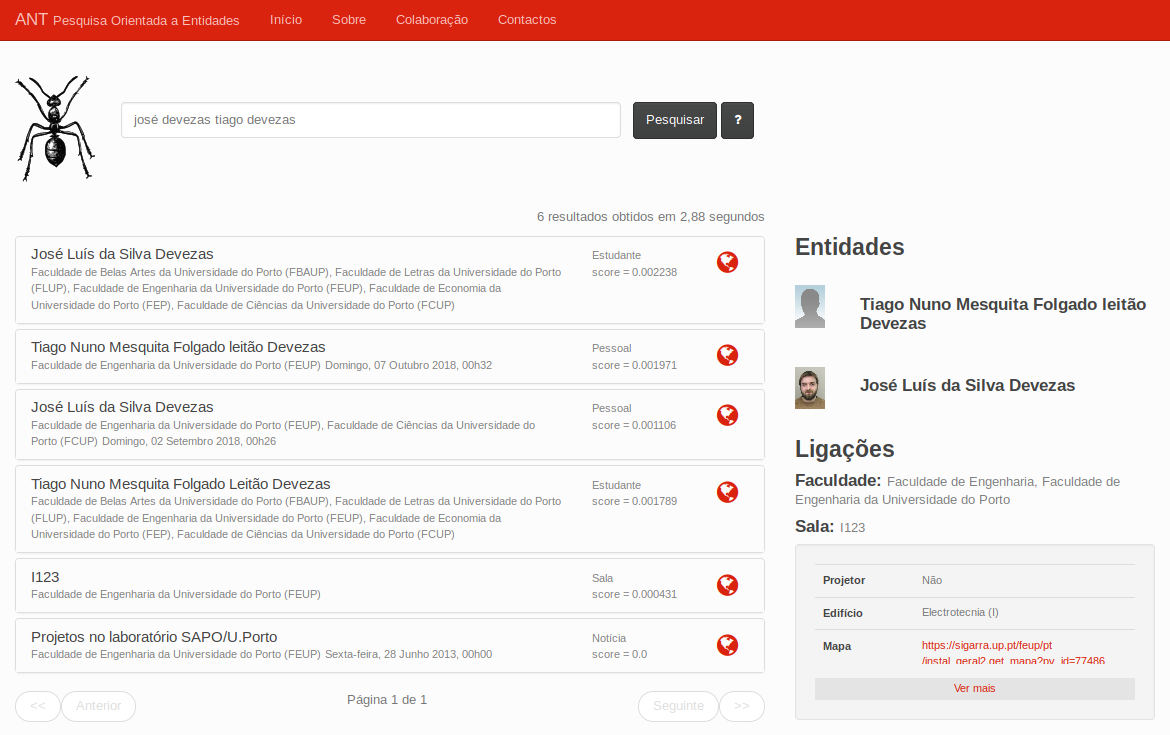 ANT Pesquisa Orientada a Entidades Início Sobre Colaboração Contactos
josé devezas tiago devezas Pesquisar ?
6 resultados obtidos em 2,88 segundos
José Luís da Silva Devezas
Faculdade de Belas Artes da Universidade do Porto (FBAUP), Faculdade de Letras da Universidade do Porto
(FLUP), Faculdade de Engenharia da Universidade do Porto (FEUP), Faculdade de Economia da
Universidade do Porto (FEP), Faculdade de Ciências da Universidade do Porto (FCUP)
Estudante
score = 0.002238
Tiago Nuno Mesquita Folgado leitão Devezas
Faculdade de Engenharia da Universidade do Porto (FEUP) Domingo, 07 Outubro 2018, 00h32
Pessoal
score = 0.001971
José Luís da Silva Devezas
Faculdade de Engenharia da Universidade do Porto (FEUP), Faculdade de Ciências da Universidade do
Porto (FCUP) Domingo, 02 Setembro 2018, 00h26
Pessoal
score = 0.001106
Tiago Nuno Mesquita Folgado Leitão Devezas
Faculdade de Belas Artes da Universidade do Porto (FBAUP), Faculdade de Letras da Universidade do Porto
(FLUP), Faculdade de Engenharia da Universidade do Porto (FEUP), Faculdade de Economia da
Universidade do Porto (FEP), Faculdade de Ciências da Universidade do Porto (FCUP)
Estudante
score = 0.001789
I123
Faculdade de Engenharia da Universidade do Porto (FEUP)
Sala
score = 0.000431
Projetos no laboratório SAPO/U.Porto
Faculdade de Engenharia da Universidade do Porto (FEUP) Sexta-feira, 28 Junho 2013, 00h00
Notícia
score = 0.0
<< Anterior Página 1 de 1 Seguinte >>
Entidades
Tiago Nuno Mesquita Folgado leitão
Devezas
José Luís da Silva Devezas
Ligações
Faculdade: Faculdade de Engenharia, Faculdade de
Engenharia da Universidade do Porto
Sala: I123
Projetor Não
Edifício Electrotecnia (I)
Mapa https://sigarra.up.pt/feup/pt
/instal_geral2.get_mapa?pv_id=77486
Ver mais